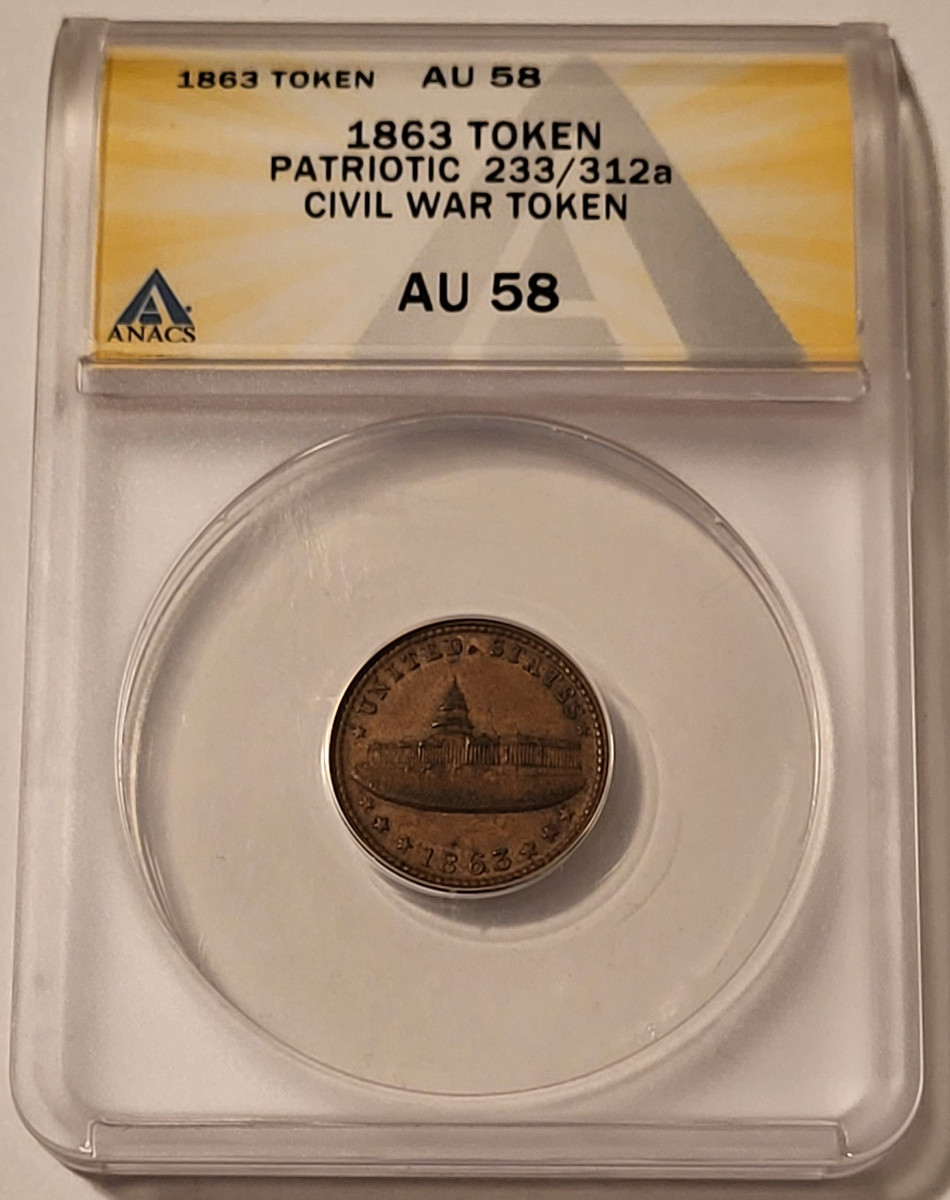 1863 TOKEN AU 58
1863 TOKEN
PATRIOTIC 233/312a
CIVIL WAR TOKEN
AU 58
ANACS
UNITED. STATES
1863